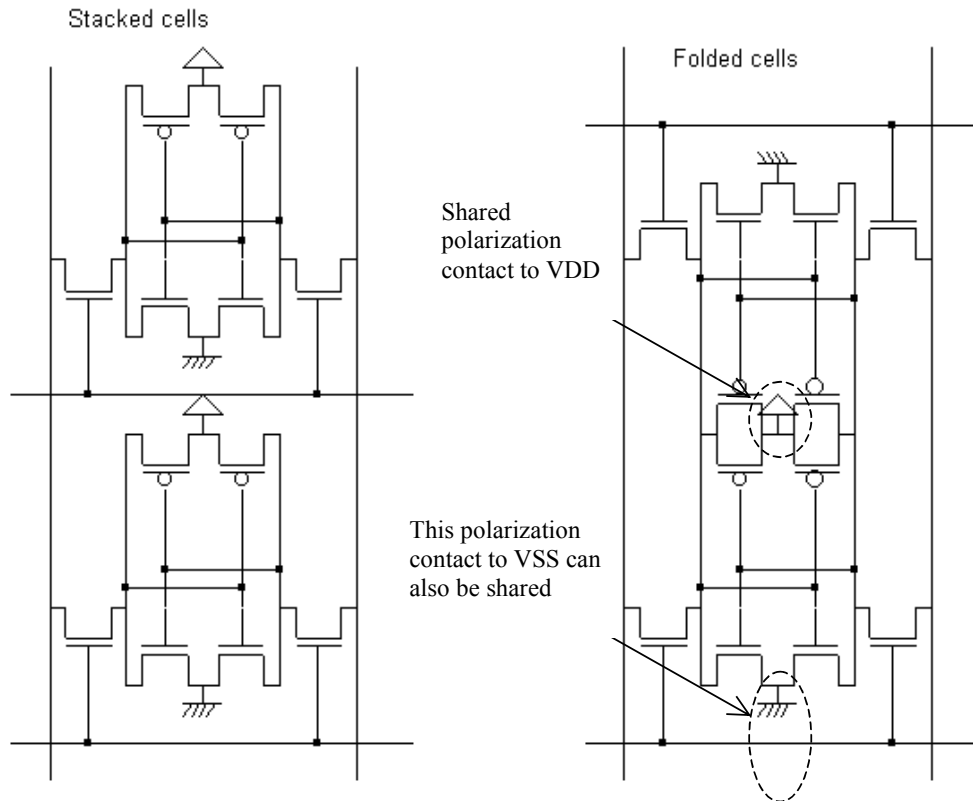 Stacked cells
Folded cells
Shared
polarization
contact to VDD
This polarization
contact to VSS can
also be shared